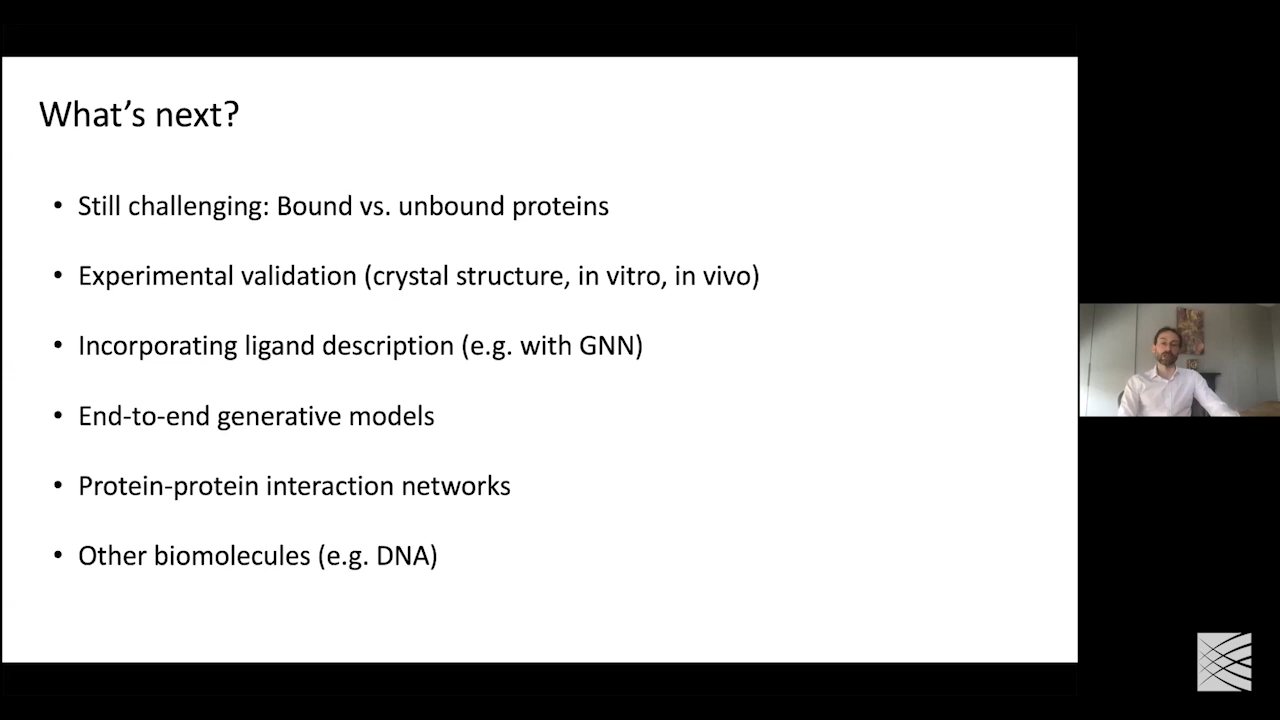 What's next?
• Still challenging: Bound vs. unbound proteins
• Experimental validation (crystal structure, in vitro, in vivo)
• Incorporating ligand description (e.g. with GNN)
• End-to-end generative models
• Protein-protein interaction networks
• Other biomolecules (e.g. DNA)